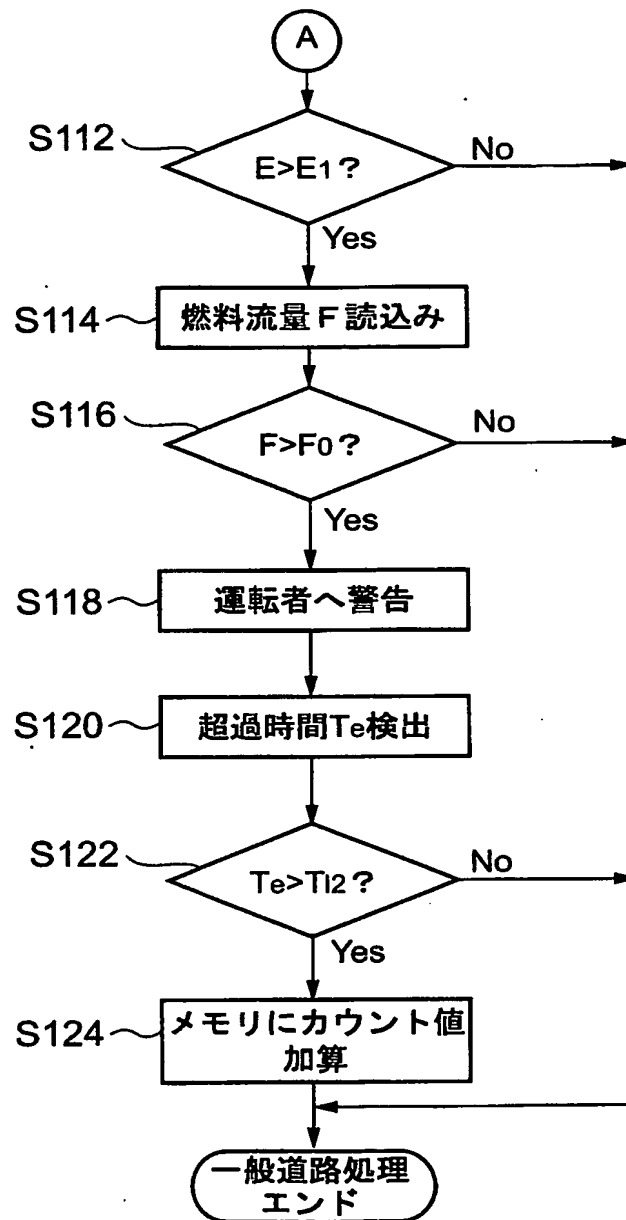 A
S112
E>E1?
No
Yes
S114
燃料流量F読込み
S116
F>F0?
No
Yes
S118
運転者へ警告
S120
超過時間Te検出
S122
Te>Tl2?
No
Yes
S124
メモリにカウント値
加算
一般道路処理
エンド